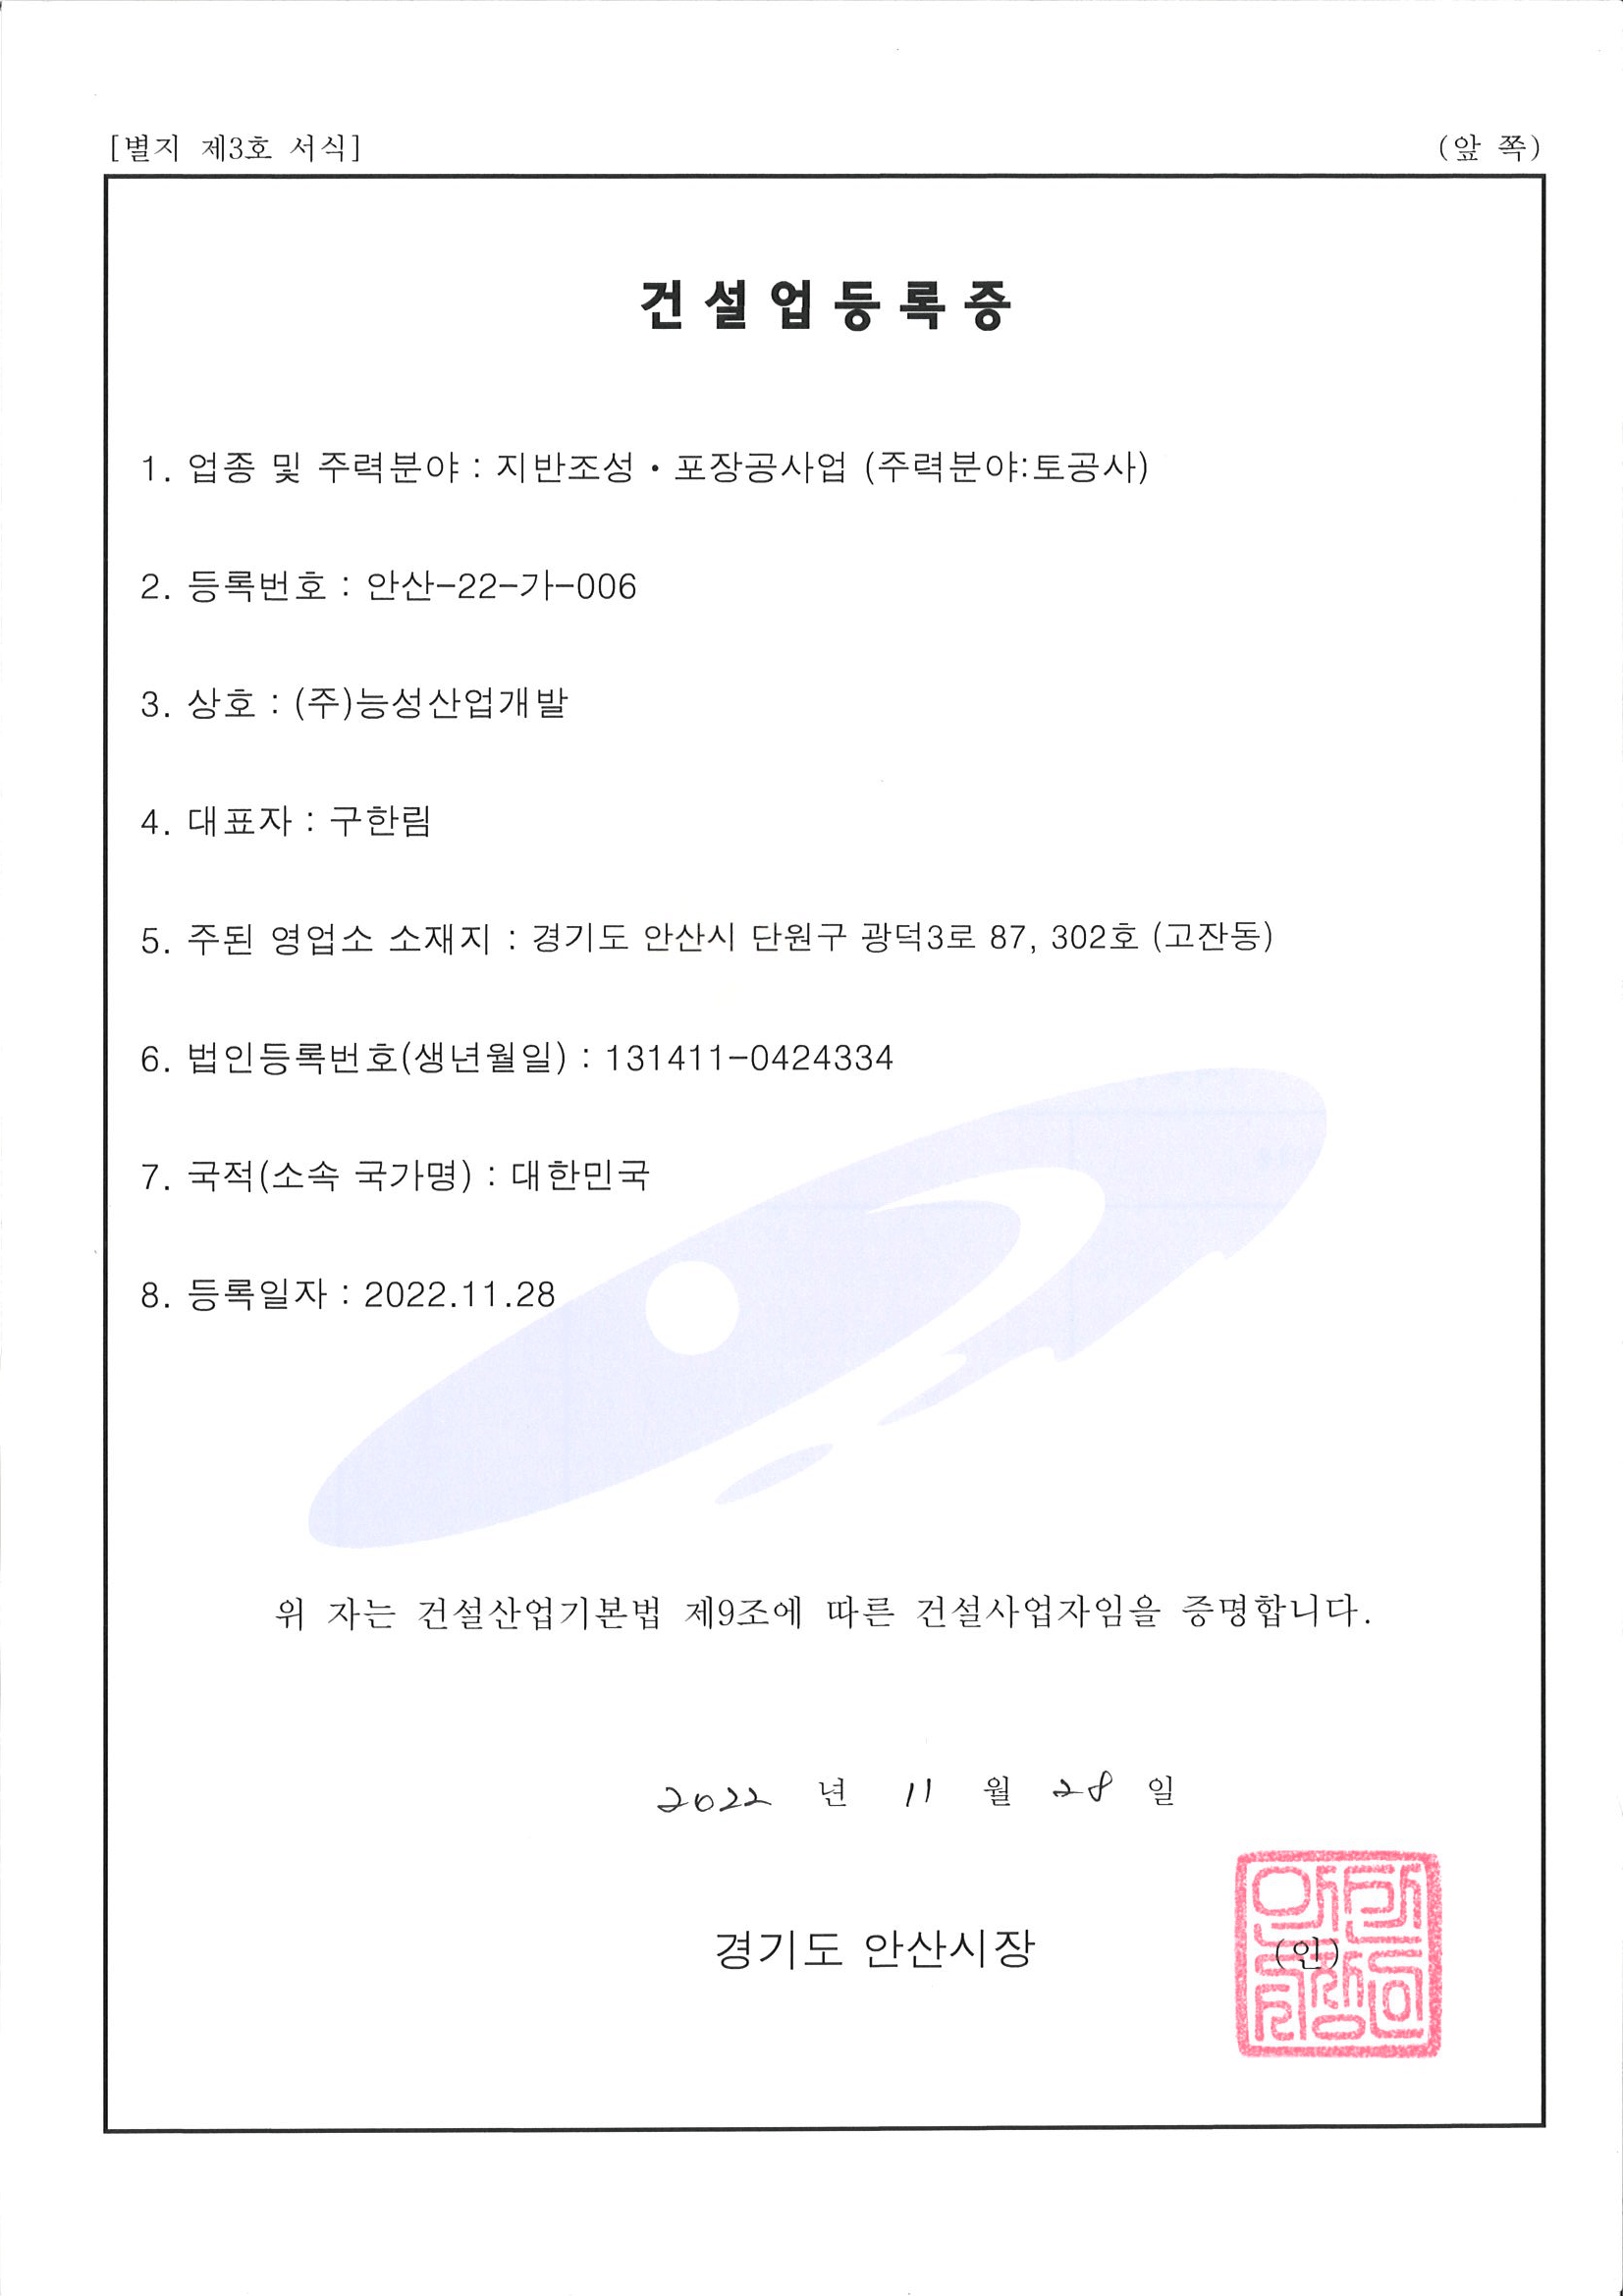 [별지 제3호 서식]
(앞 쪽)
건설업등록증
1. 업종 및 주력분야 : 지반조성・포장공사업 (주력분야:토공사)
2. 등록번호 : 안산-22-가-006
3. 상호 : (주)능성산업개발
4. 대표자 : 구한림
5. 주된 영업소 소재지 : 경기도 안산시 단원구 광덕3로 87, 302호 (고잔동)
6. 법인등록번호(생년월일) : 131411-0424334
7. 국적(소속 국가명) : 대한민국
8. 등록일자 : 2022.11.28
위 자는 건설산업기본법 제9조에 따른 건설사업자임을 증명합니다.
2022 년 11 월 28 일
경기도 안산시장 (인)